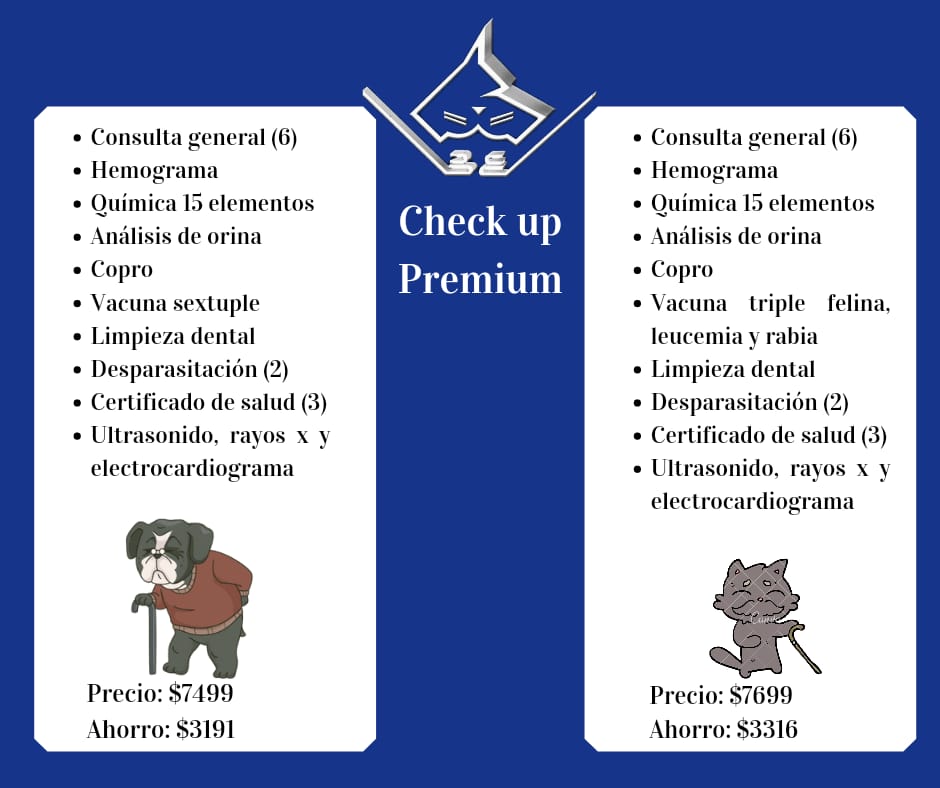 Check up
Premium
• Consulta general (6)
• Hemograma
• Química 15 elementos
• Análisis de orina
• Copro
• Vacuna sextuple
• Limpieza dental
• Desparasitación (2)
• Certificado de salud (3)
• Ultrasonido, rayos x y
electrocardiograma
Precio: $7499
Ahorro: $3191
• Consulta general (6)
• Hemograma
• Química 15 elementos
• Análisis de orina
• Copro
• Vacuna triple felina,
leucemia y rabia
• Limpieza dental
• Desparasitación (2)
• Certificado de salud (3)
• Ultrasonido, rayos x y
electrocardiograma
Precio: $7699
Ahorro: $3316